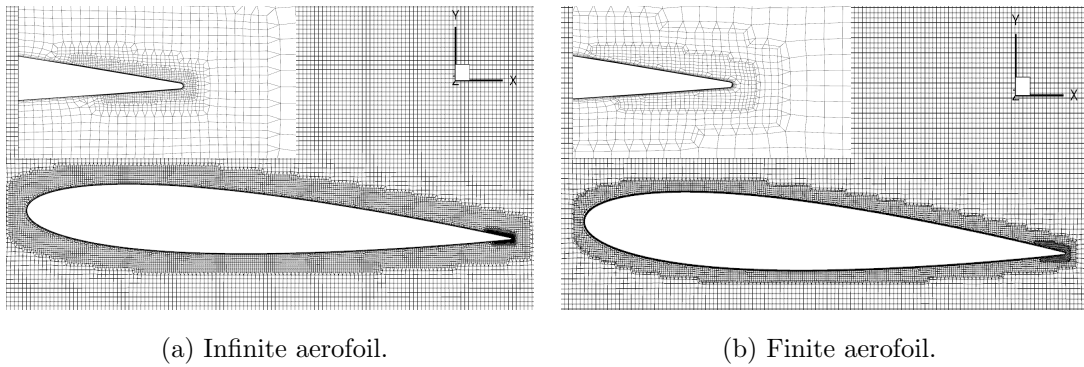 Y
Z
X
Y
Z
X
(a) Infinite aerofoil.
(b) Finite aerofoil.